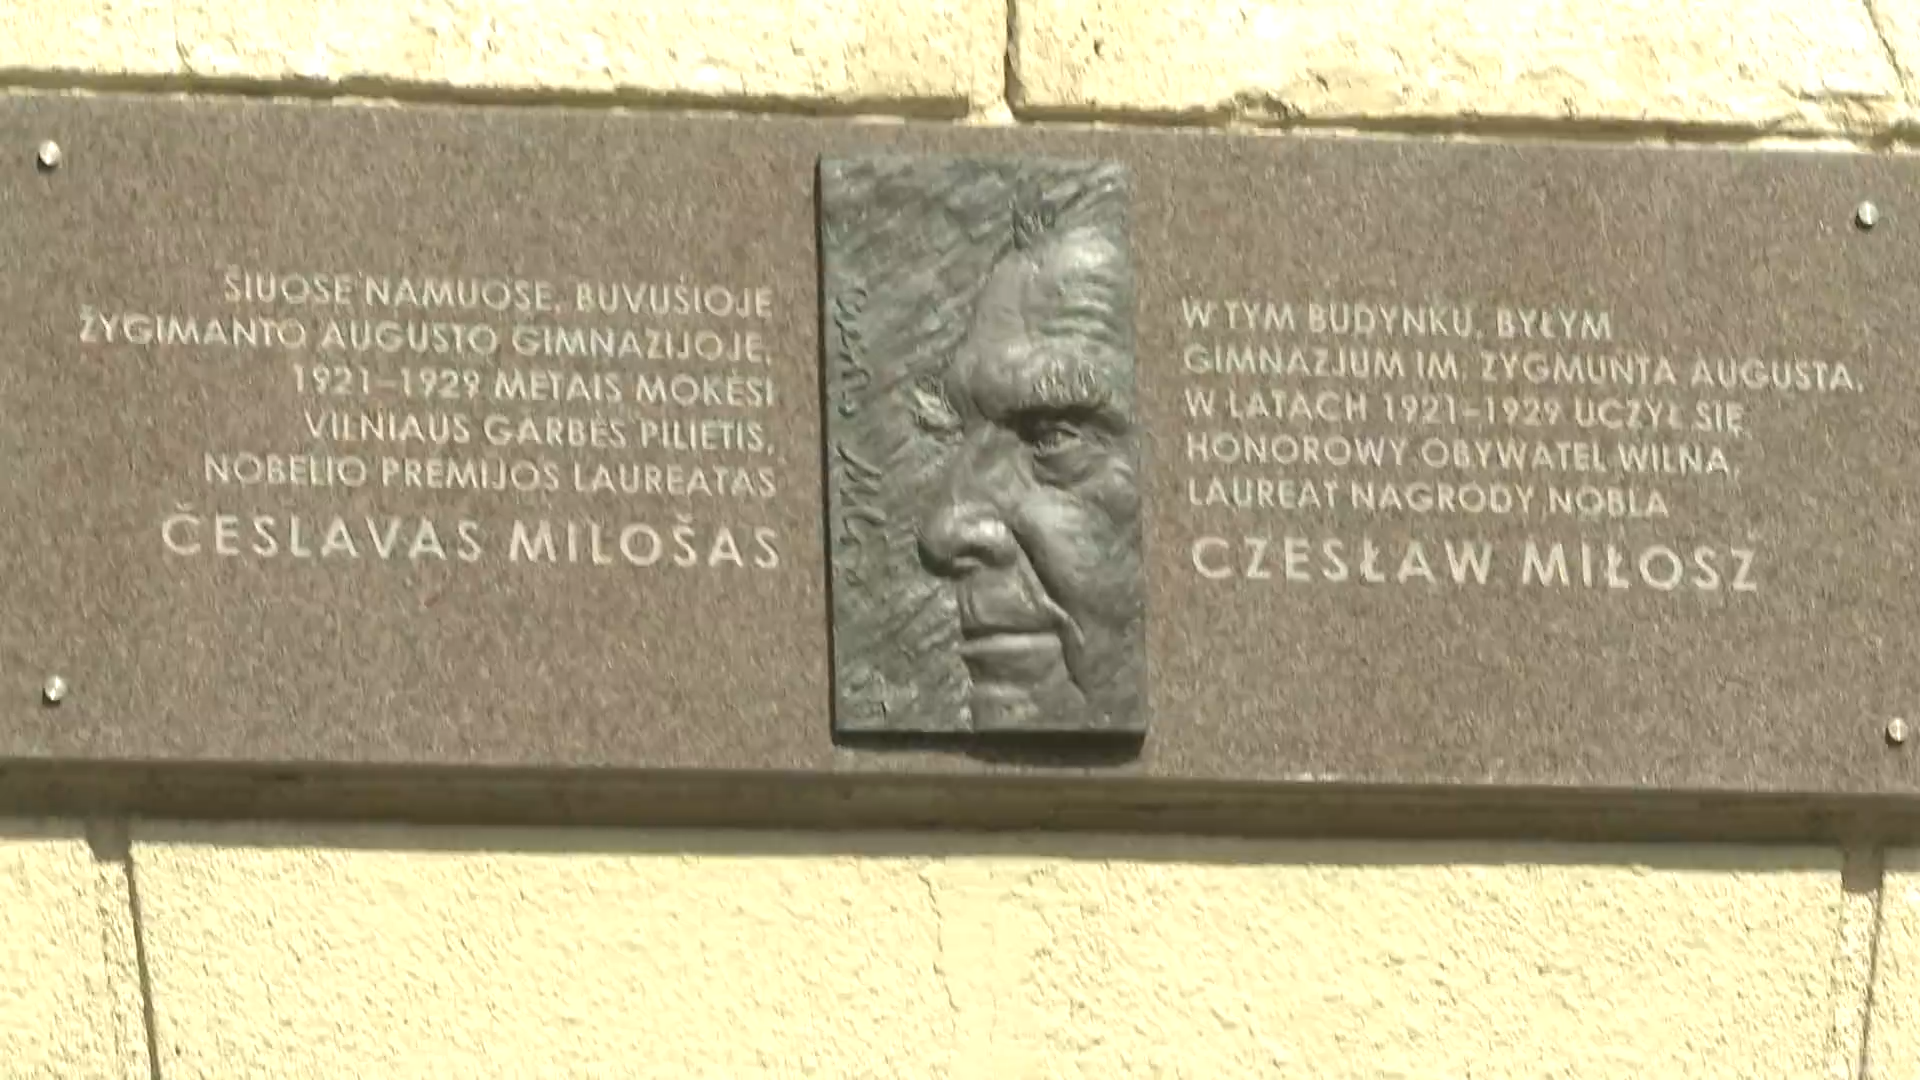 ŠIUOSE NAMUOSE, BUVUSIOJE
ŽYGIMANTO AUGUSTO GIMNAZIJOJE,
1921–1929 METAIS MOKĖSI
VILNIAUS GARBĖS PILIETIS,
NOBELIO PREMIJOS LAUREATAS
ČESLAVAS MILOŠAS
W TYM BUDYNKU, BYŁYM
GIMNAZJUM IM. ZYGMUNTA AUGUSTA,
W LATACH 1921–1929 UCZYŁ SIĘ
HONOROWY OBYWATEL WILNA,
LAUREAT NAGRODY NOBLA
CZESŁAW MIŁOSZ